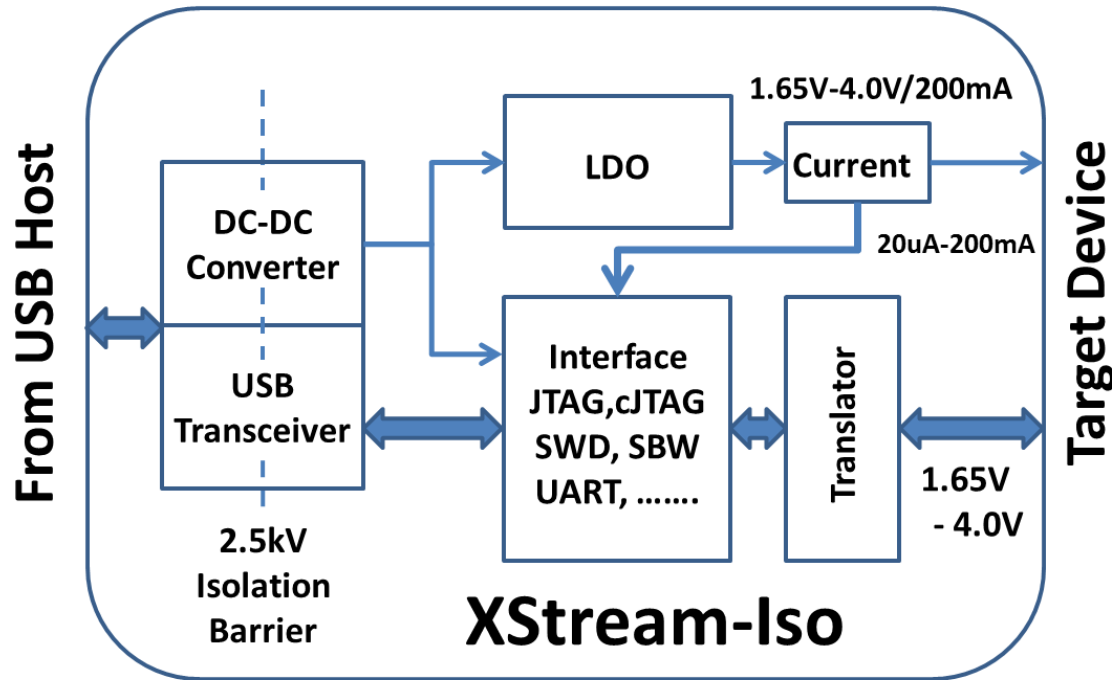 From USB Host
DC-DC
Converter
USB
Transceiver
2.5kV
Isolation
Barrier
LDO
1.65V-4.0V/200mA
Current
20uA-200mA
Interface
JTAG,cJTAG
SWD, SBW
UART, .......
Translator
1.65V
- 4.0V
XStream-Iso
Target Device